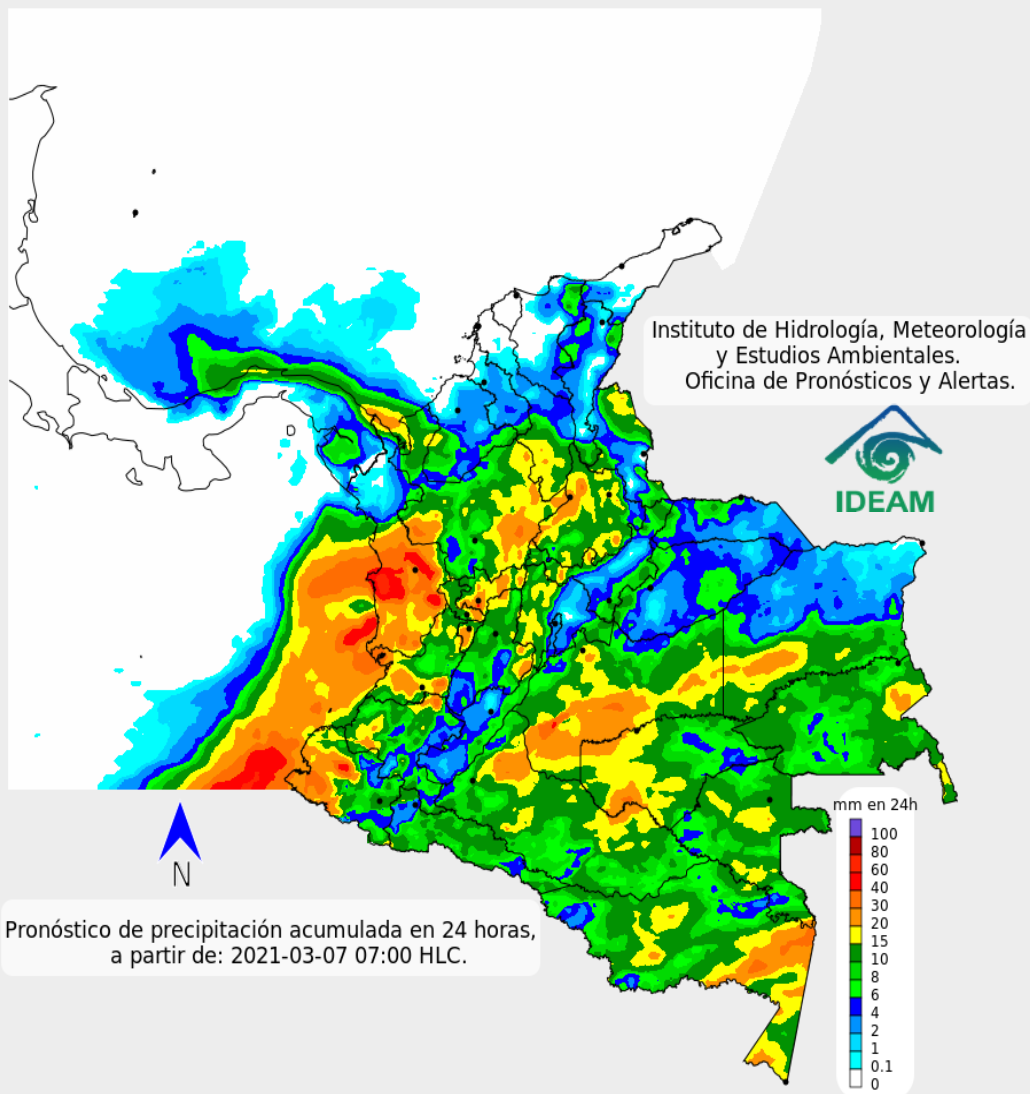 Instituto de Hidrología, Meteorología
y Estudios Ambientales.
Oficina de Pronósticos y Alertas.
IDEAM
mm en 24h
100
80
60
40
30
20
15
10
8
6
4
2
1
0.1
0
N
Pronóstico de precipitación acumulada en 24 horas,
a partir de: 2021-03-07 07:00 HLC.